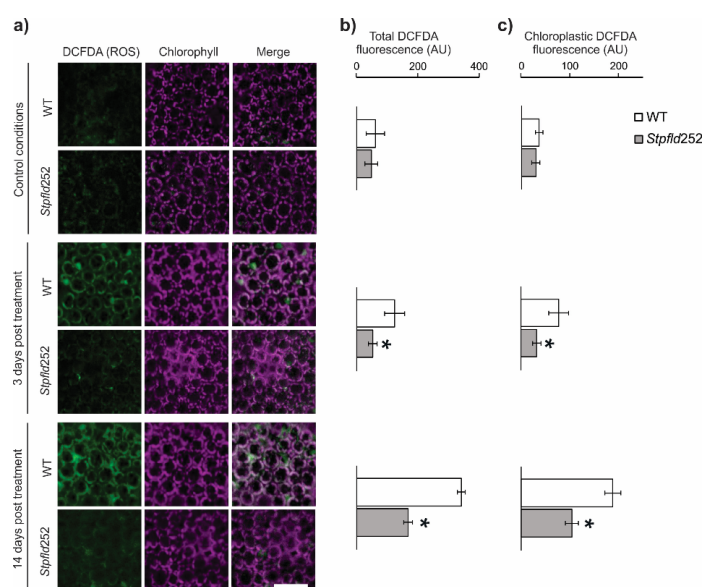 a)
DCFDA (ROS)
Chlorophyll
Merge
Control conditions
WT
Stpfld252
3 days post treatment
WT
Stpfld252
14 days post treatment
WT
Stpfld252
b)
Total DCFDA
fluorescence (AU)
0
200
400
*
*
c)
Chloroplastic DCFDA
fluorescence (AU)
0
100
200
WT
Stpfld252
*
*